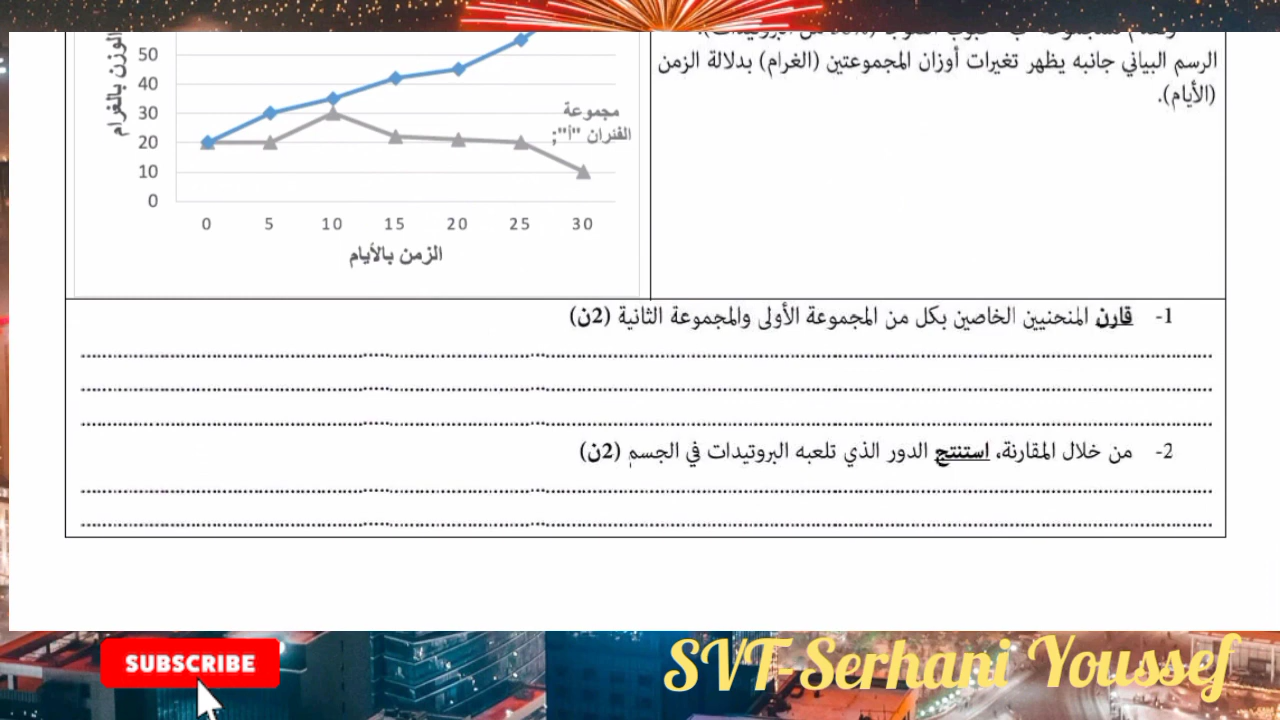 الرسم البياني جانبه يظهر تغيرات أوزان المجموعتين (الغرام) بدلالة الزمن
(الأيام).
الوزن بالغرام
50
40
30
20
10
0
0 5 10 15 20 25 30
الزمن بالأيام
مجموعة
الفئران "أ";
1- قارن المنحنيين الخاصين بكل من المجموعة الأولى والمجموعة الثانية (2ن)
2- من خلال المقارنة، استنتج الدور الذي تلعبه البروتيدات في الجسم (2ن)
SUBSCRIBE
SVT-Serhani Youssef